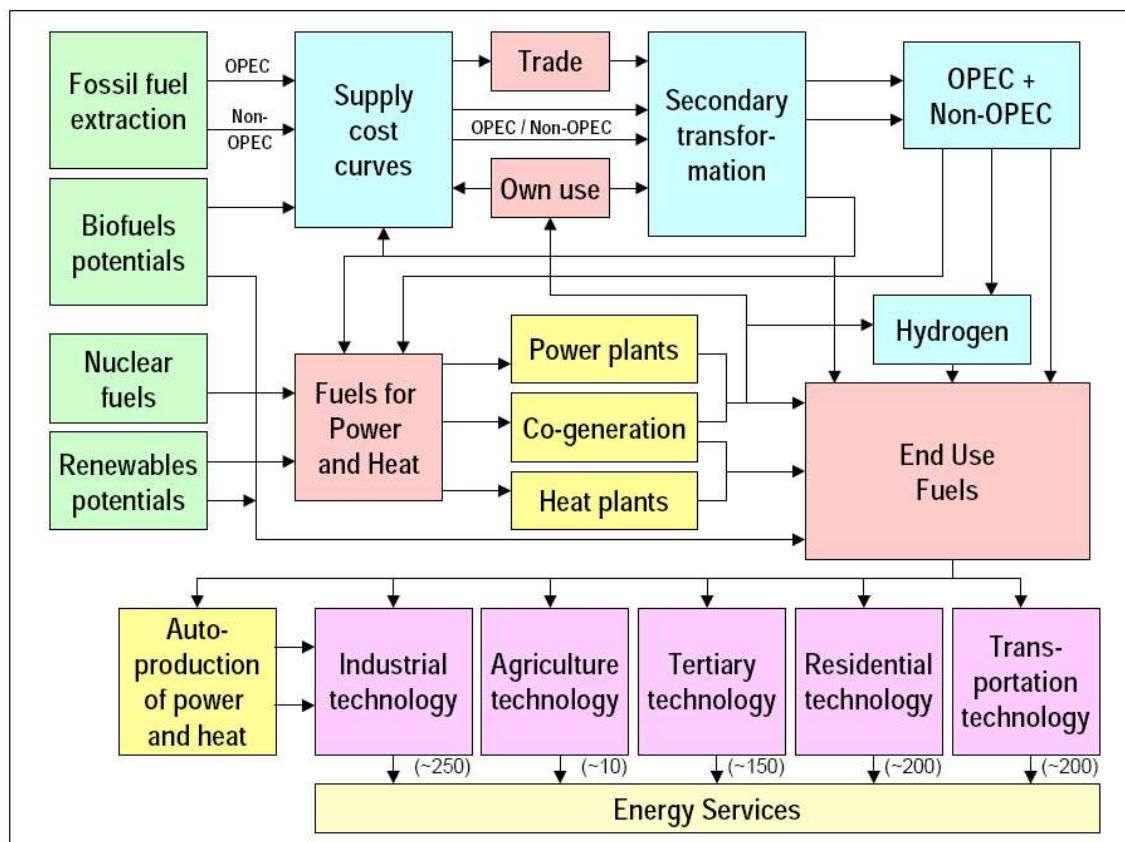 Fossil fuel
extraction
OPEC
Non-
OPEC
Supply
cost
curves
Trade
OPEC / Non-OPEC
Own use
Secondary
transfor-
mation
OPEC +
Non-OPEC
Biofuels
potentials
Hydrogen
Nuclear
fuels
Renewables
potentials
Fuels for
Power
and Heat
Power plants
Co-generation
Heat plants
End Use
Fuels
Auto-
production
of power
and heat
Industrial
technology
Agriculture
technology
Tertiary
technology
Residential
technology
Trans-
portation
technology
(~250)
(~10)
(~150)
(~200)
(~200)
Energy Services